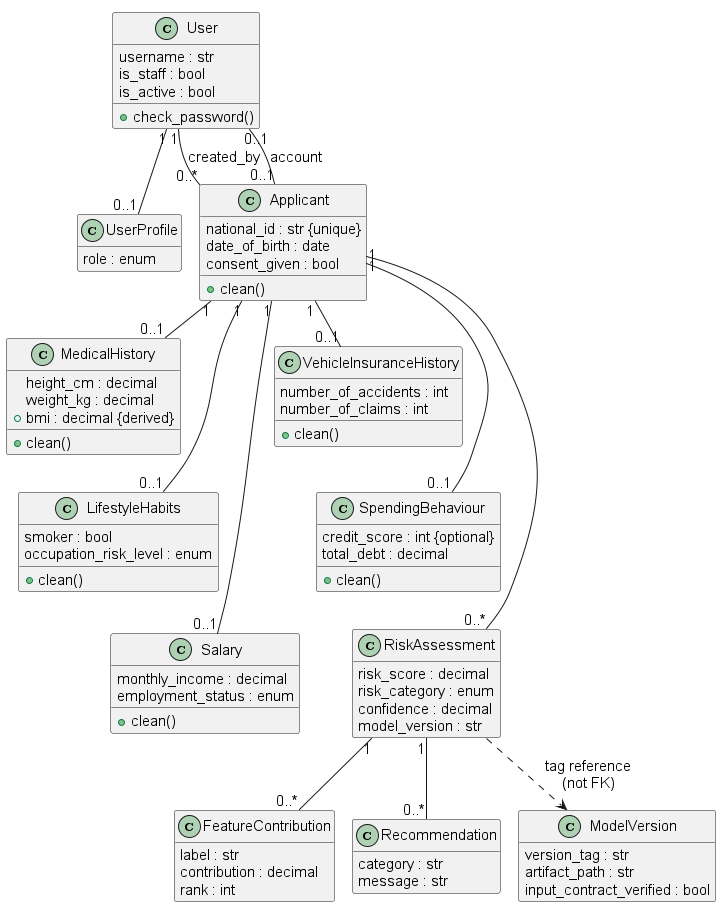 C User
username : str
is_staff : bool
is_active : bool
check_password()
1 1 0..1
created_by account
0..1 0..* 0..1
C UserProfile
role : enum
C Applicant
national_id : str {unique}
date_of_birth : date
consent_given : bool
clean()
1 1 1 1 1 1
0..1 0..1
C MedicalHistory
height_cm : decimal
weight_kg : decimal
bmi : decimal {derived}
clean()
C VehicleInsuranceHistory
number_of_accidents : int
number_of_claims : int
clean()
0..1 0..1
C LifestyleHabits
smoker : bool
occupation_risk_level : enum
clean()
C SpendingBehaviour
credit_score : int {optional}
total_debt : decimal
clean()
0..1 0..*
C Salary
monthly_income : decimal
employment_status : enum
clean()
C RiskAssessment
risk_score : decimal
risk_category : enum
confidence : decimal
model_version : str
1 1
tag reference
(not FK)
0..* 0..*
C FeatureContribution
label : str
contribution : decimal
rank : int
C Recommendation
category : str
message : str
C ModelVersion
version_tag : str
artifact_path : str
input_contract_verified : bool